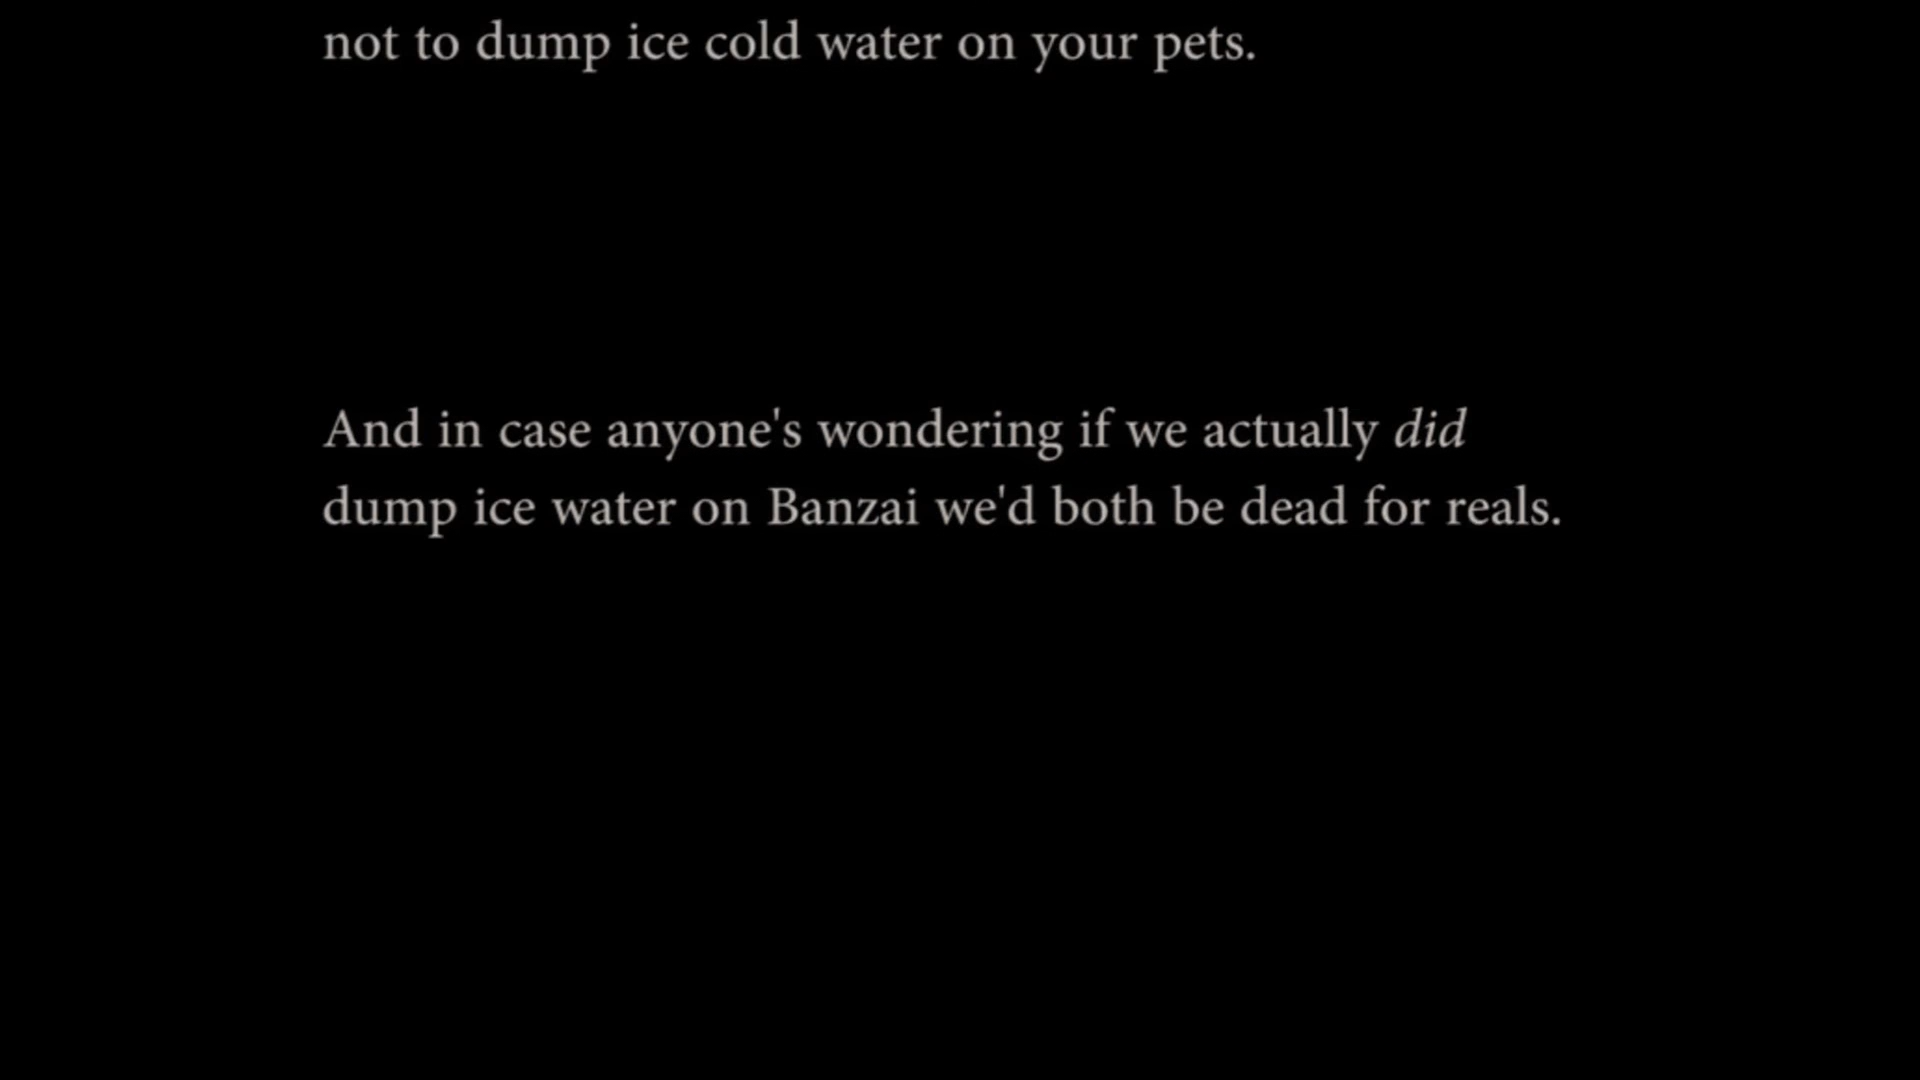 not to dump ice cold water on your pets.
And in case anyone's wondering if we actually did
dump ice water on Banzai we'd both be dead for reals.